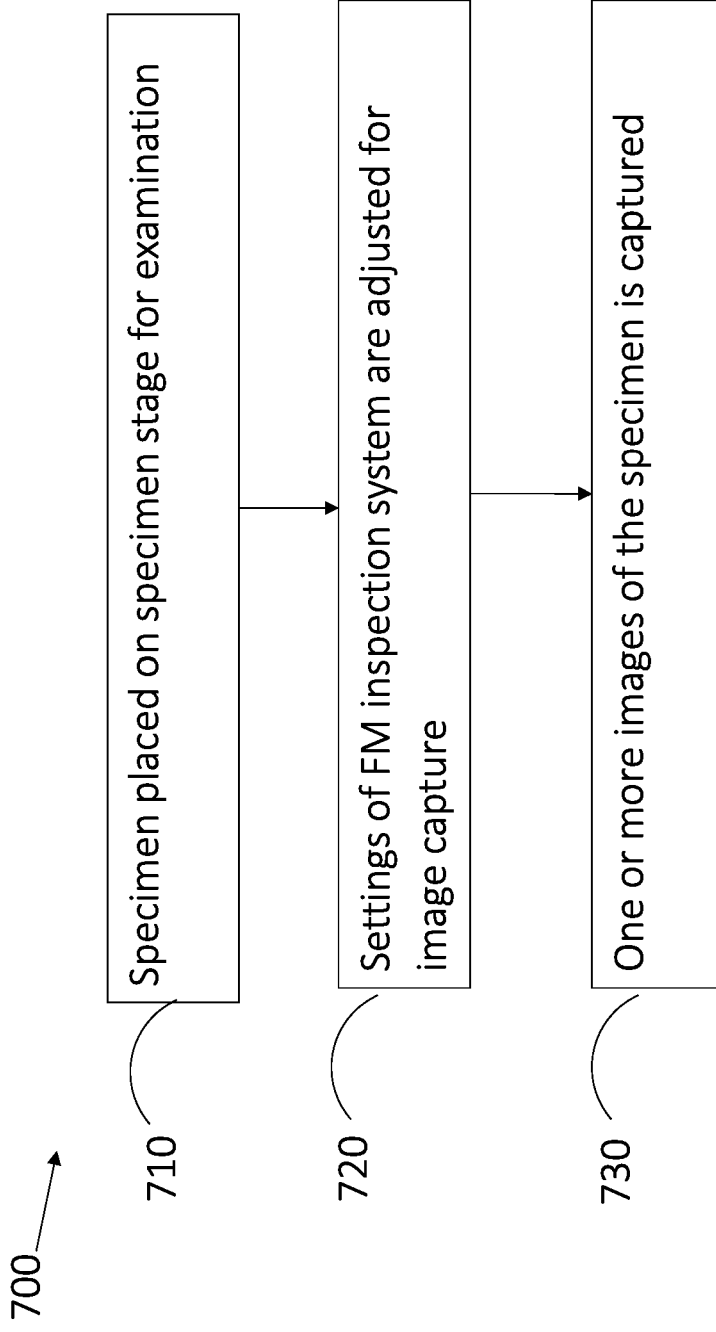 700
710
Specimen placed on specimen stage for examination
720
Settings of FM inspection system are adjusted for
image capture
730
One or more images of the specimen is captured